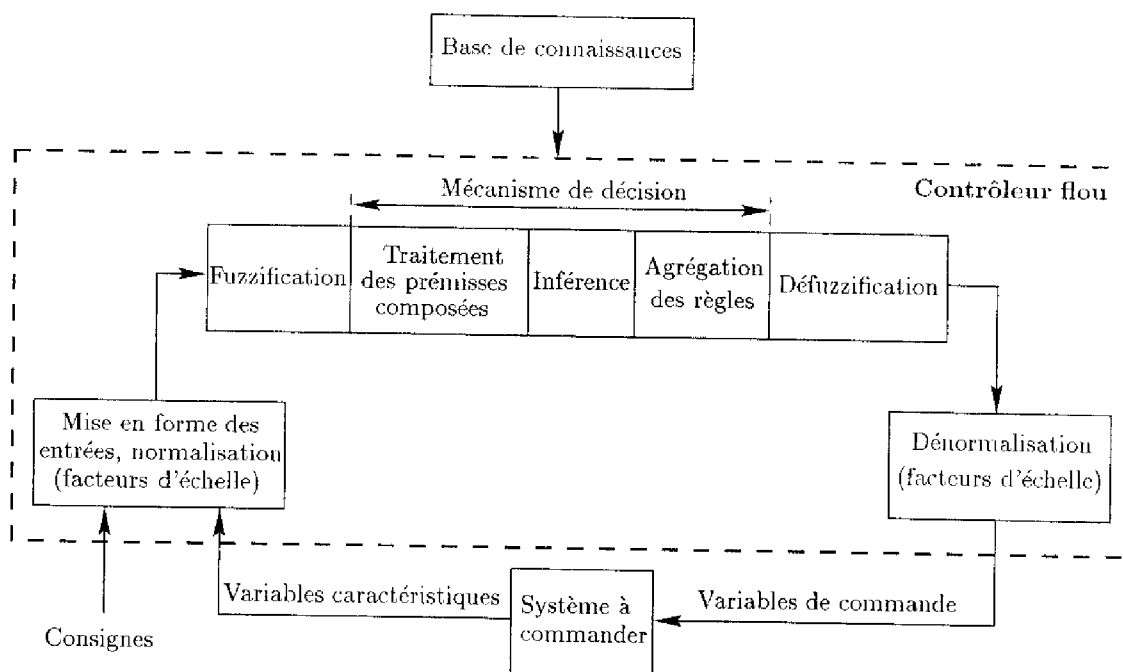 Base de connaissances
Mécanisme de décision
Contrôleur flou
Fuzzification
Traitement
des prémisses
composées
Inférence
Agrégation
des règles
Défuzzification
Mise en forme des
entrées, normalisation
(facteurs d'échelle)
Dénormalisation
(facteurs d'échelle)
Variables caractéristiques
Système à
commander
Variables de commande
Consignes